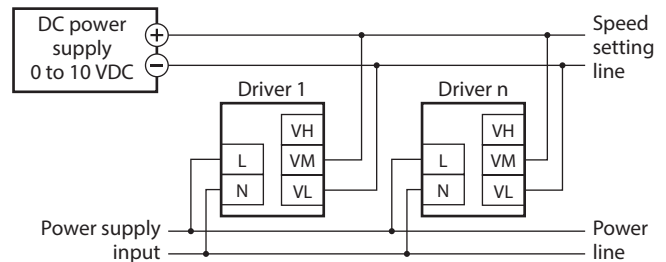 DC power
supply
0 to 10 VDC
+
−
Speed
setting
line
Driver 1
VH
VM
VL
L
N
Driver n
VH
VM
VL
L
N
Power supply
input
Power
line